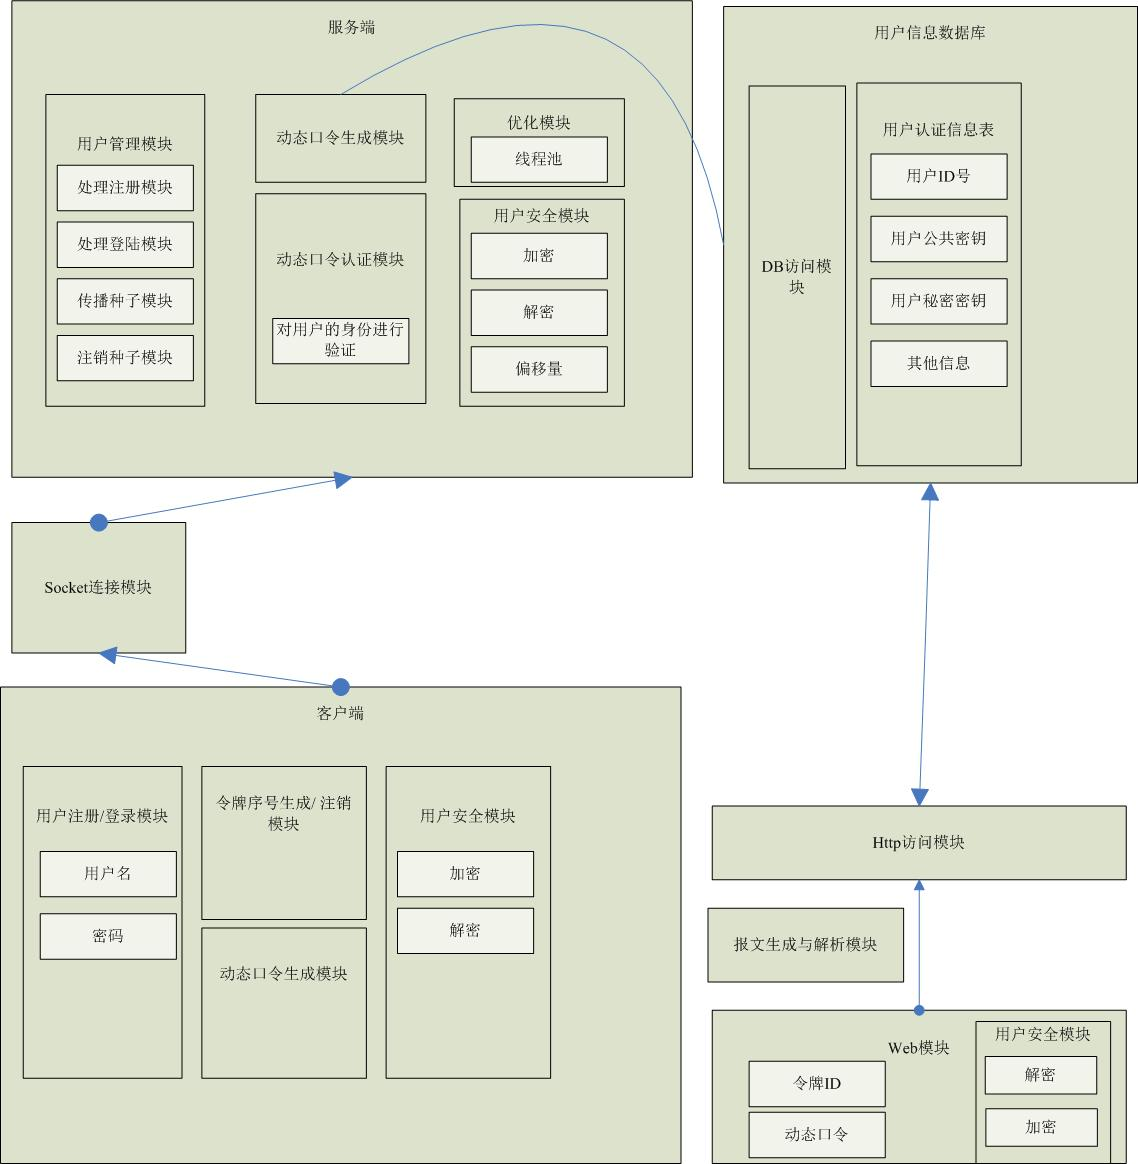 服务端
用户管理模块
处理注册模块
处理登陆模块
传播种子模块
注销种子模块
动态口令生成模块
动态口令认证模块
对用户的身份进行
验证
优化模块
线程池
用户安全模块
加密
解密
偏移量
用户信息数据库
DB访问模
块
用户认证信息表
用户ID号
用户公共密钥
用户秘密密钥
其他信息
Socket连接模块
客户端
用户注册/登录模块
用户名
密码
令牌序号生成/ 注销
模块
动态口令生成模块
用户安全模块
加密
解密
Http访问模块
报文生成与解析模块
Web模块
令牌ID
动态口令
用户安全模块
解密
加密